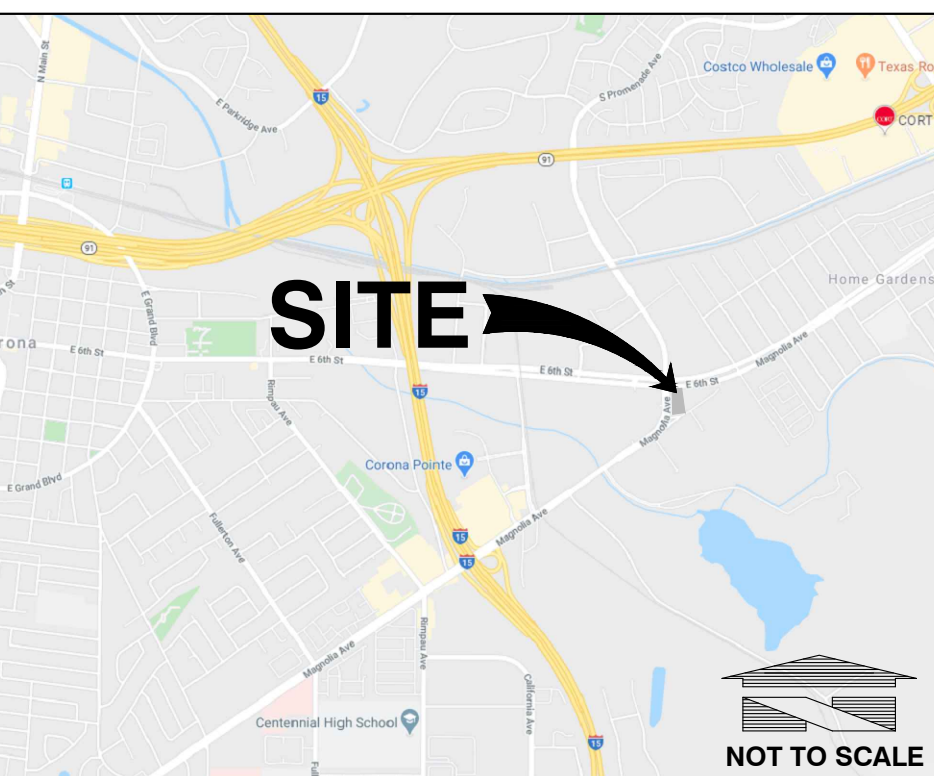 N Main St
E Parkridge Ave
15
S Promenade Ave
Costco Wholesale
Texas Ro
CORT
91
91
Home Gardens
SITE
E Grand Blvd
rona
E 6th St
E 6th St
E 6th St
E 6th St
Magnolia Ave
Rimpau Ave
15
Magnolia Ave
Corona Pointe
E Grand Blvd
Fullerton Ave
Magnolia Ave
15
15
Rimpau Ave
Magnolia Ave
California Ave
Centennial High School
15
NOT TO SCALE